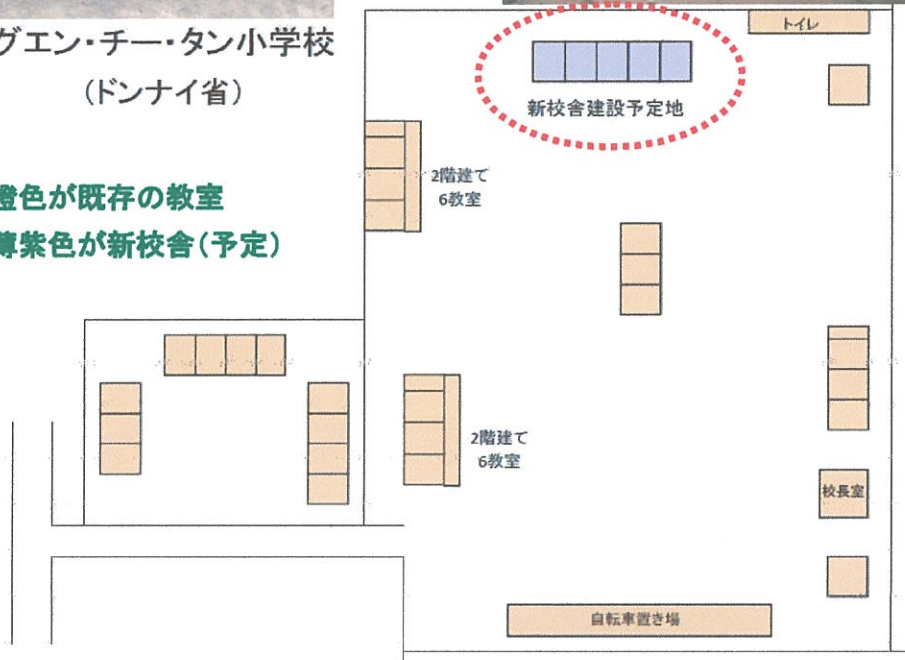 グエン・チー・タン小学校
(ドンナイ省)
橙色が既存の教室
薄紫色が新校舎(予定)
トイレ
新校舎建設予定地
2階建て
6教室
2階建て
6教室
校長室
自転車置き場